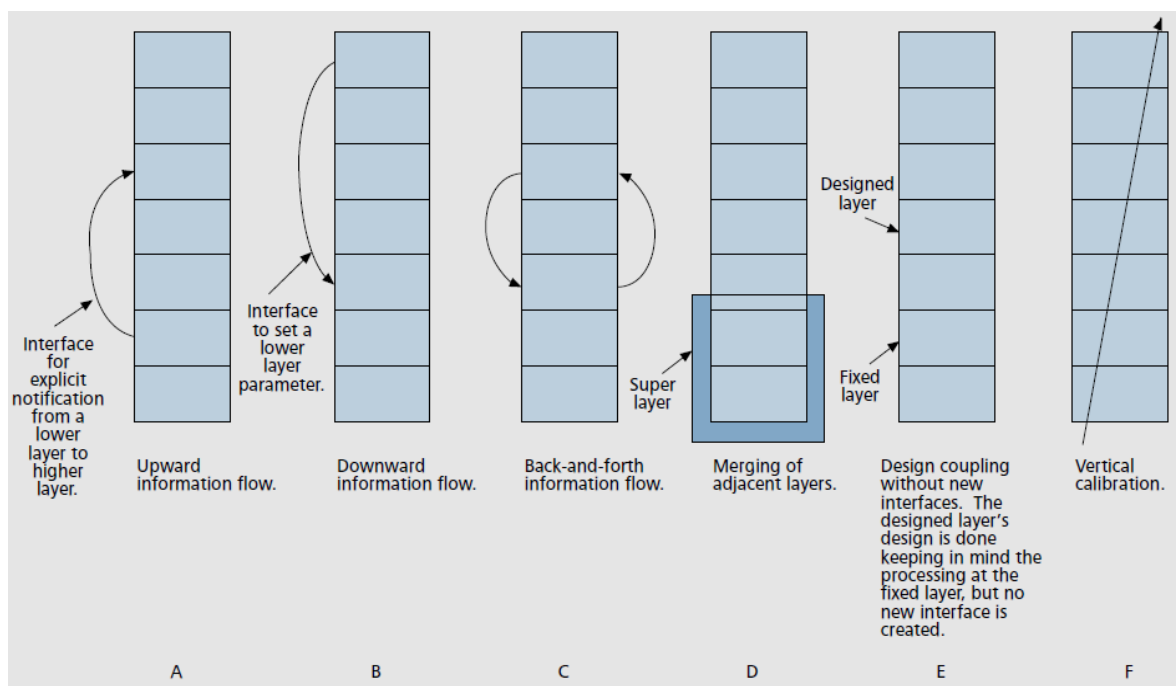 Interface
for
explicit
notification
from a
lower
layer to
higher
layer.
Upward
information flow.
Interface
to set a
lower
layer
parameter.
Downward
information flow.
Back-and-forth
information flow.
Super
layer
Merging of
adjacent layers.
Designed
layer
Fixed
layer
Design coupling
without new
interfaces. The
designed layer's
design is done
keeping in mind the
processing at the
fixed layer, but no
new interface is
created.
Vertical
calibration.
A
B
C
D
E
F